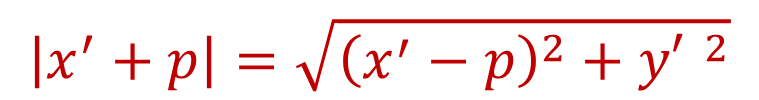 |x′ + p| = √(x′ − p)² + y′ ²